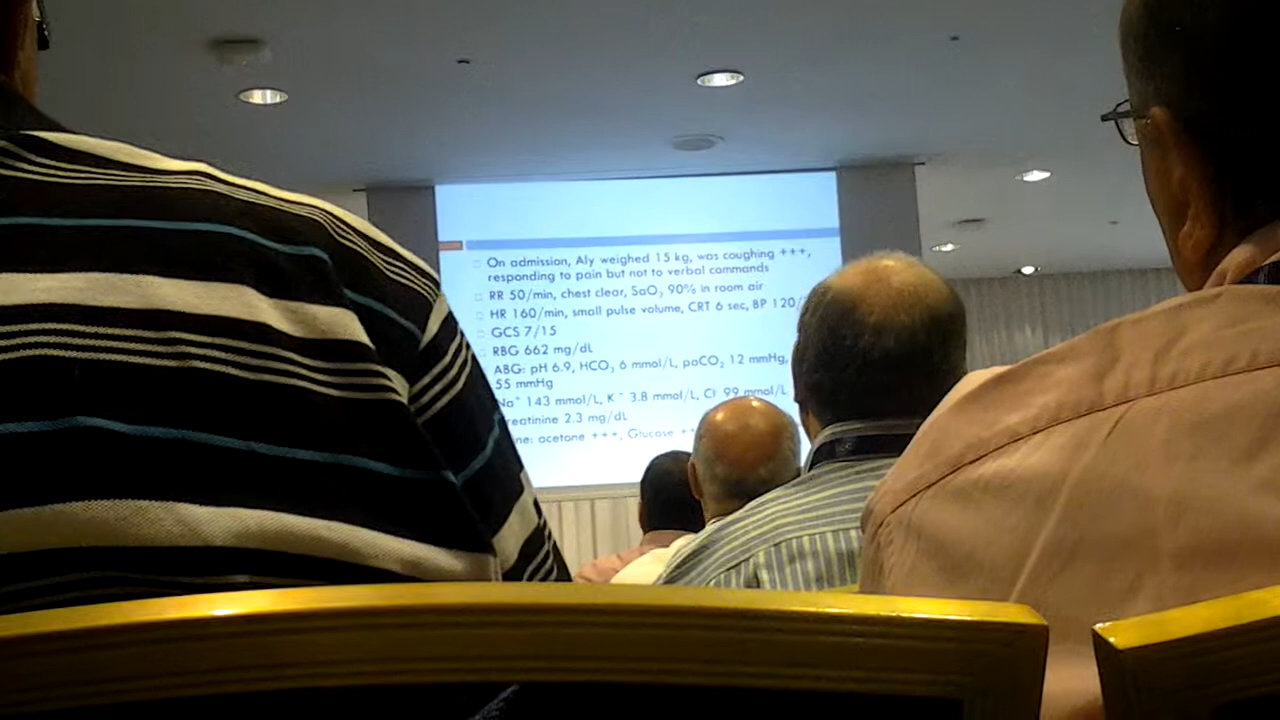 On admission, Aly weighed 15 kg, was coughing +++,
responding to pain but not to verbal commands
RR 50/min, chest clear, SaO₂ 90% in room air
HR 160/min, small pulse volume, CRT 6 sec, BP 120/
GCS 7/15
RBG 662 mg/dL
ABG: pH 6.9, HCO₃ 6 mmol/L, paCO₂ 12 mmHg,
55 mmHg
Na⁺ 143 mmol/L, K⁻ 3.8 mmol/L, Cl⁻ 99 mmol/L
reatinine 2.3 mg/dL
ne: acetone +++, Glucose ++